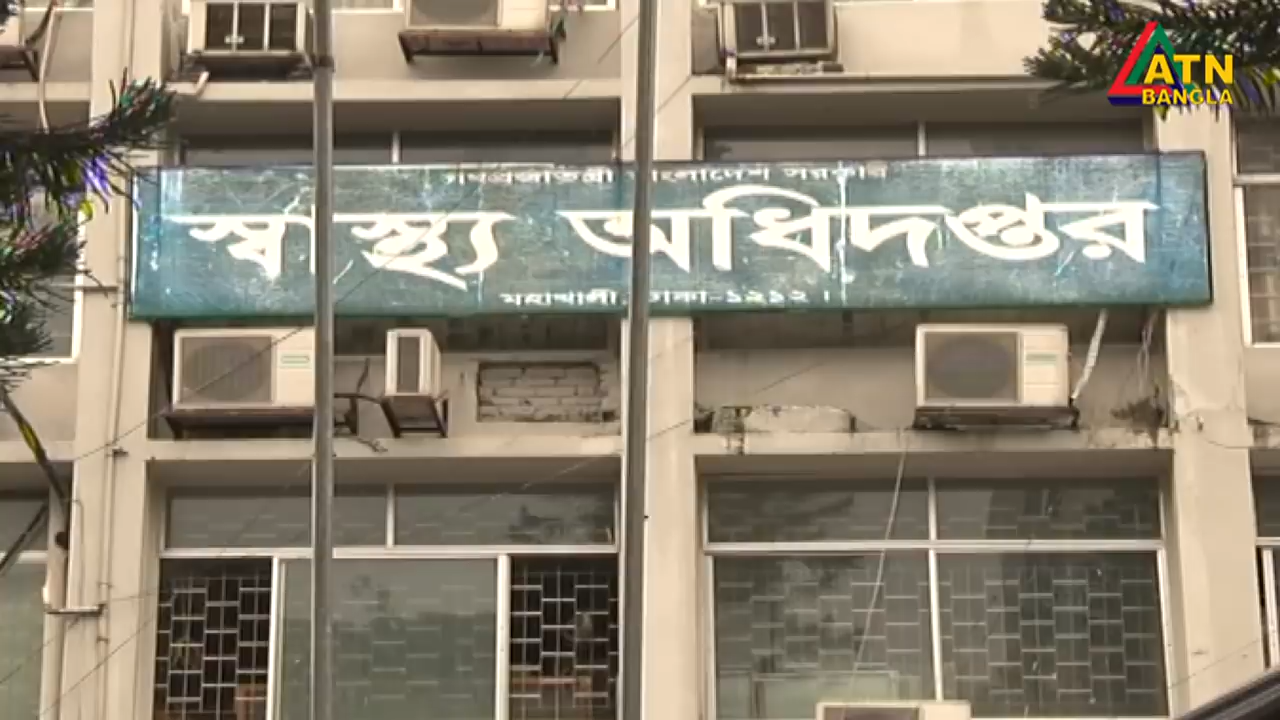 গণপ্রজাতন্ত্রী বাংলাদেশ সরকার
স্বাস্থ্য অধিদপ্তর
মহাখালী, ঢাকা-১২১২ ।
ATN
BANGLA